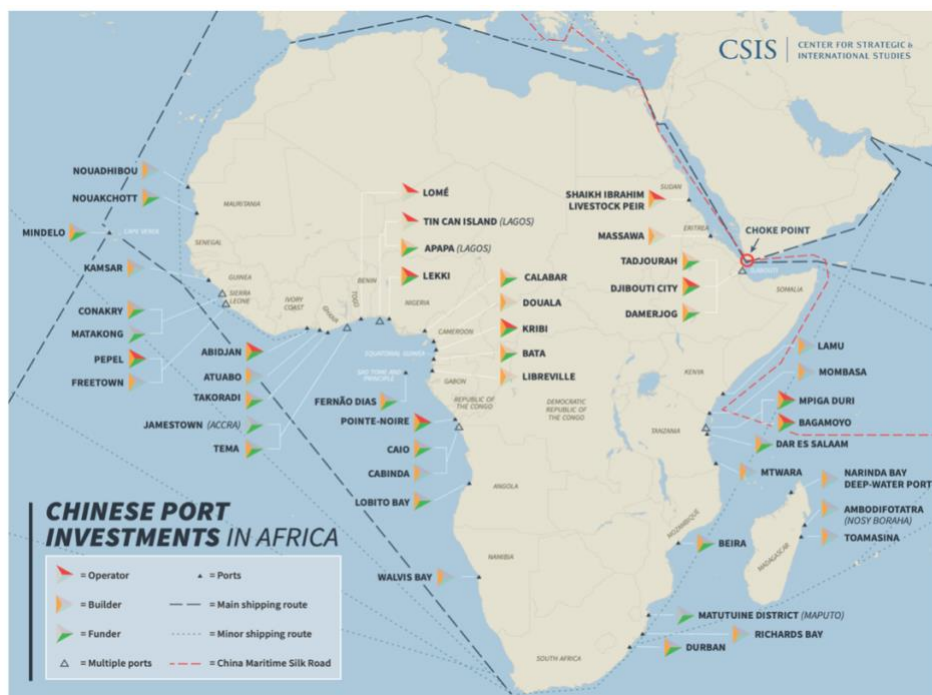 CSIS
CENTER FOR STRATEGIC &
INTERNATIONAL STUDIES
NOUADHIBOU
NOUAKCHOTT
MINDELO
CAPE VERDE
MAURITANIA
SENEGAL
KAMSAR
GUINEA
SIERRA
LEONE
CONAKRY
MATAKONG
PEPEL
FREETOWN
IVORY
COAST
GHANA
TOGO
BENIN
NIGERIA
LOMÉ
TIN CAN ISLAND (LAGOS)
APAPA (LAGOS)
LEKKI
CALABAR
DOUALA
KRIBI
BATA
LIBREVILLE
CAMEROON
EQUATORIAL GUINEA
SAO TOME AND
PRINCIPLE
GABON
REPUBLIC OF
THE CONGO
DEMOCRATIC
REPUBLIC OF
THE CONGO
ABIDJAN
ATUABO
TAKORADI
JAMESTOWN (ACCRA)
TEMA
FERNÃO DIAS
POINTE-NOIRE
CAIO
CABINDA
LOBITO BAY
ANGOLA
NAMIBIA
WALVIS BAY
SOUTH AFRICA
SUDAN
SHAIKH IBRAHIM
LIVESTOCK PEIR
ERITREA
MASSAWA
CHOKE POINT
TADJOURAH
DJIBOUTI
DJIBOUTI CITY
DAMERJOG
SOMALIA
KENYA
LAMU
MOMBASA
MPIGA DURI
BAGAMOYO
TANZANIA
DAR ES SALAAM
MTWARA
NARINDA BAY
DEEP-WATER PORT
AMBODIFOTATRA
(NOSY BORAHA)
TOAMASINA
MADAGASCAR
MOZAMBIQUE
BEIRA
MATUTUINE DISTRICT (MAPUTO)
RICHARDS BAY
DURBAN
CHINESE PORT
INVESTMENTS IN AFRICA
= Operator
= Ports
= Builder
= Main shipping route
= Funder
= Minor shipping route
= Multiple ports
= China Maritime Silk Road